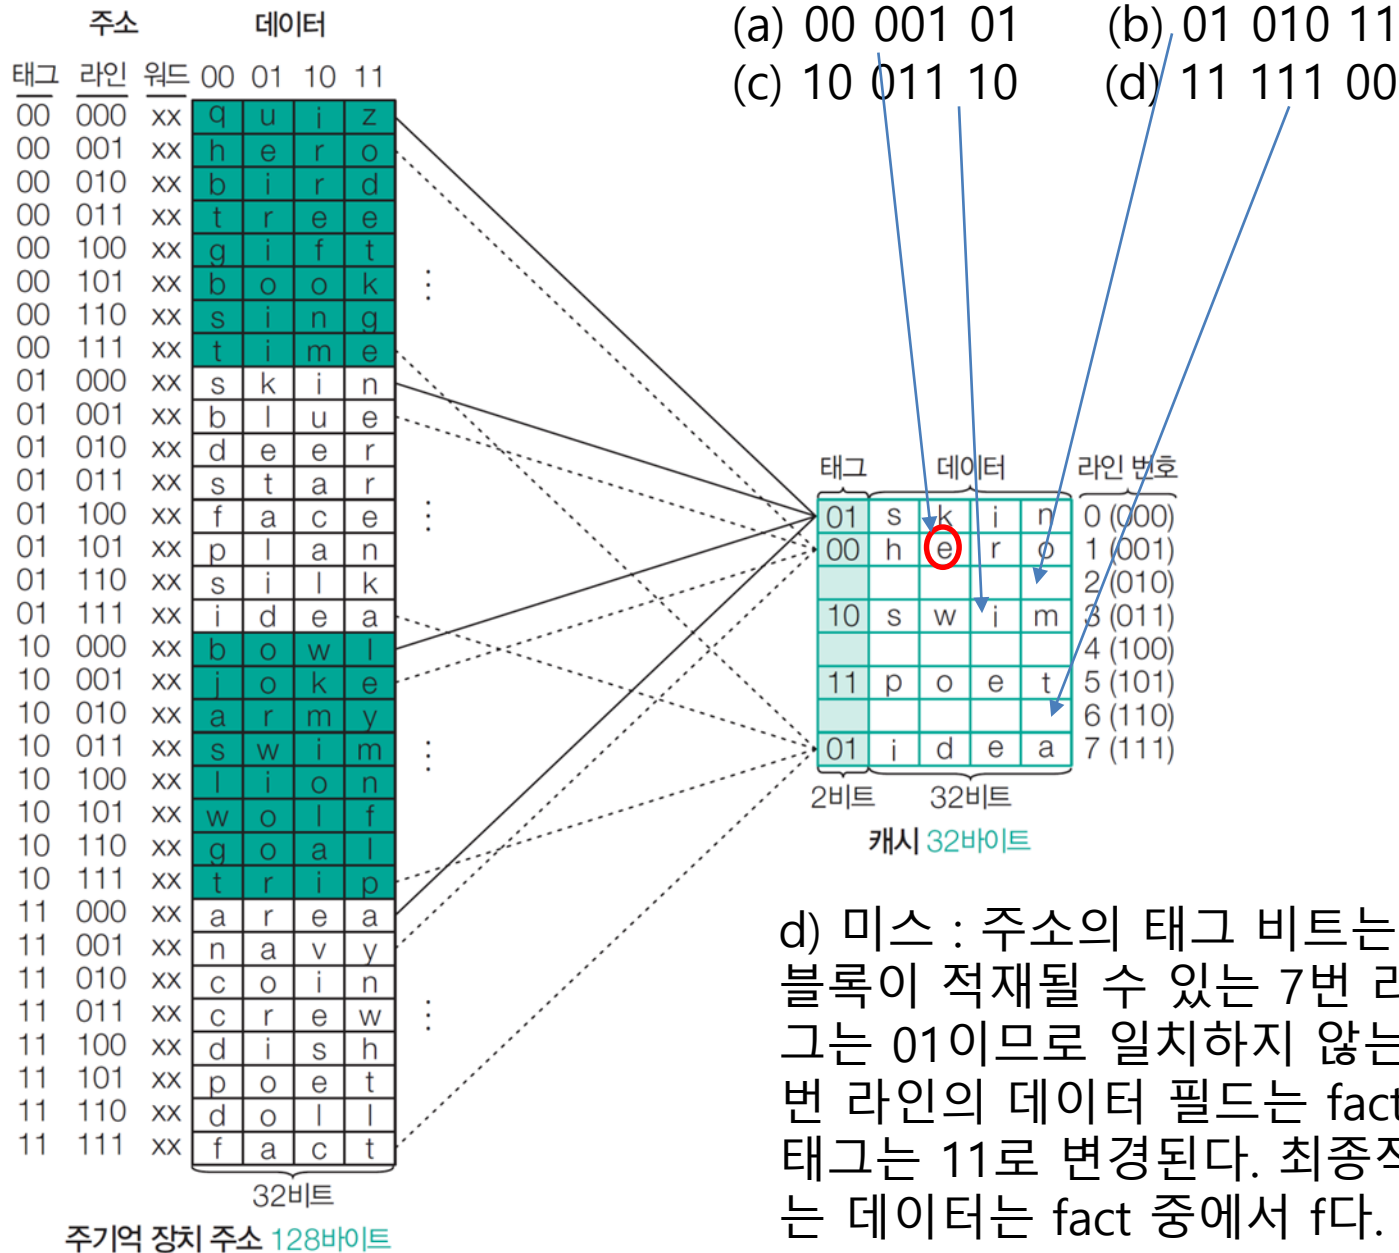 주소 데이터
태그 라인 워드 00 01 10 11
00 000 xx q u i z
00 001 xx h e r o
00 010 xx b i r d
00 011 xx t r e e
00 100 xx g i f t
00 101 xx b o o k
00 110 xx s i n g
00 111 xx t i m e
01 000 xx s k i n
01 001 xx b l u e
01 010 xx d e e r
01 011 xx s t a r
01 100 xx f a c e
01 101 xx p l a n
01 110 xx s i l k
01 111 xx i d e a
10 000 xx b o w l
10 001 xx j o k e
10 010 xx a r m y
10 011 xx s w i m
10 100 xx l i o n
10 101 xx w o l f
10 110 xx g o a l
10 111 xx t r i p
11 000 xx a r e a
11 001 xx n a v y
11 010 xx c o i n
11 011 xx c r e w
11 100 xx d i s h
11 101 xx p o e t
11 110 xx d o l l
11 111 xx f a c t
32비트
주기억 장치 주소 128바이트
(a) 00 001 01 (b) 01 010 11
(c) 10 011 10 (d) 11 111 00
태그 데이터 라인 번호
01 s k i n 0 (000)
00 h e r o 1 (001)
2 (010)
10 s w i m 3 (011)
4 (100)
11 p o e t 5 (101)
6 (110)
01 i d e a 7 (111)
2비트 32비트
캐시 32바이트
d) 미스 : 주소의 태그 비트는
블록이 적재될 수 있는 7번
그는 01이므로 일치하지 않는
번 라인의 데이터 필드는 fact
태그는 11로 변경된다.
는 데이터는 fact 중에서 f다.